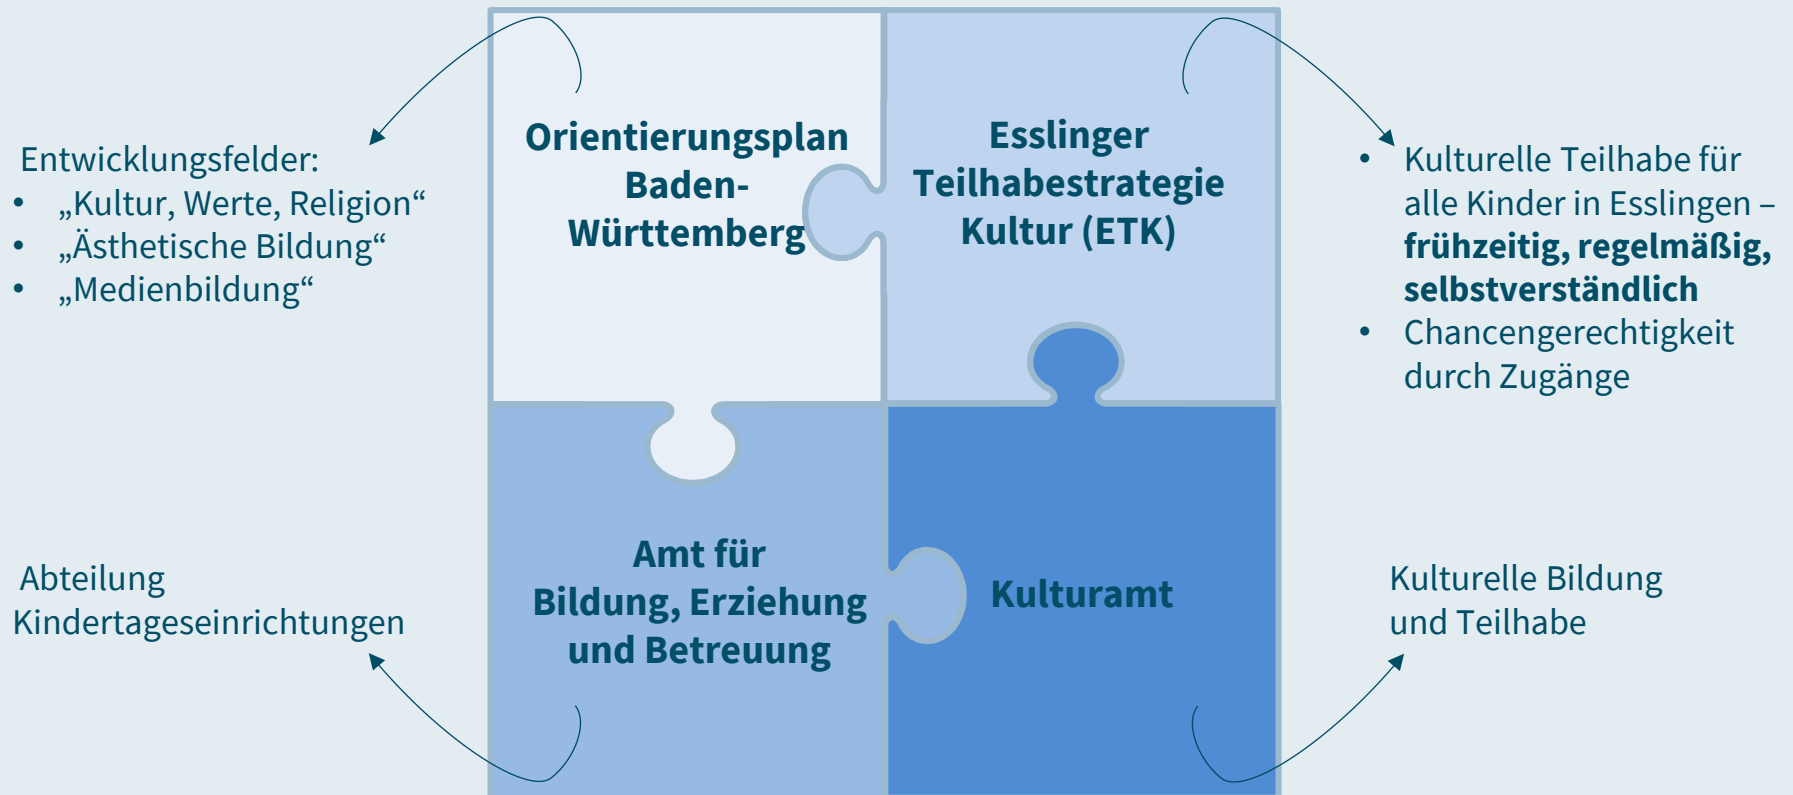 Orientierungsplan
Baden-
Württemberg
Esslinger
Teilhabestrategie
Kultur (ETK)
Entwicklungsfelder:
• „Kultur, Werte, Religion“
• „Ästhetische Bildung“
• „Medienbildung“
• Kulturelle Teilhabe für
alle Kinder in Esslingen –
frühzeitig, regelmäßig,
selbstverständlich
• Chancengerechtigkeit
durch Zugänge
Abteilung
Kindertageseinrichtungen
Amt für
Bildung, Erziehung
und Betreuung
Kulturamt
Kulturelle Bildung
und Teilhabe